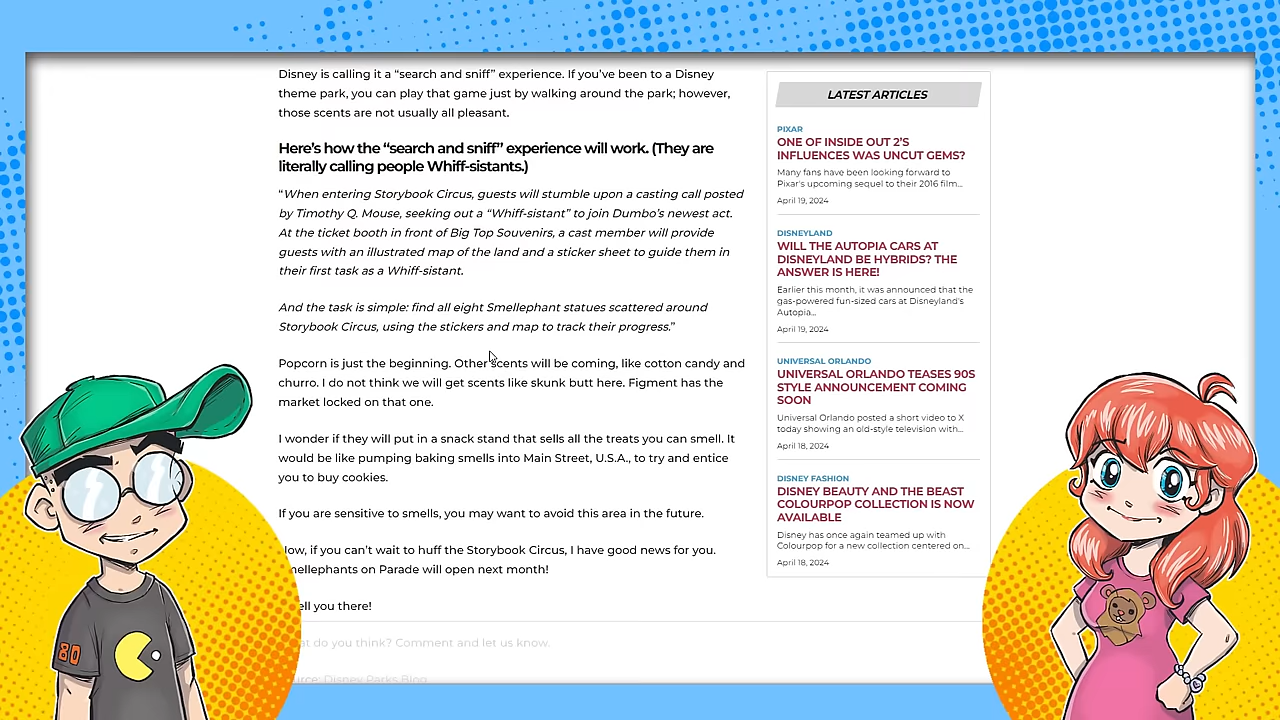 Disney is calling it a “search and sniff” experience. If you’ve been to a Disney
theme park, you can play that game just by walking around the park; however,
those scents are not usually all pleasant.
Here’s how the “search and sniff” experience will work. (They are
literally calling people Whiff-sistants.)
“When entering Storybook Circus, guests will stumble upon a casting call posted
by Timothy Q. Mouse, seeking out a “Whiff-sistant” to join Dumbo’s newest act.
At the ticket booth in front of Big Top Souvenirs, a cast member will provide
guests with an illustrated map of the land and a sticker sheet to guide them in
their first task as a Whiff-sistant.
And the task is simple: find all eight Smellephant statues scattered around
Storybook Circus, using the stickers and map to track their progress.”
Popcorn is just the beginning. Other scents will be coming, like cotton candy and
churro. I do not think we will get scents like skunk butt here. Figment has the
market locked on that one.
I wonder if they will put in a snack stand that sells all the treats you can smell. It
would be like pumping baking smells into Main Street, U.S.A., to try and entice
you to buy cookies.
If you are sensitive to smells, you may want to avoid this area in the future.
Now, if you can’t wait to huff the Storybook Circus, I have good news for you.
mellephants on Parade will open next month!
ell you there!
at do you think? Comment and let us know.
urce: Disney Parks Blog
LATEST ARTICLES
PIXAR
ONE OF INSIDE OUT 2’S
INFLUENCES WAS UNCUT GEMS?
Many fans have been looking forward to
Pixar's upcoming sequel to their 2016 film...
April 19, 2024
DISNEYLAND
WILL THE AUTOPIA CARS AT
DISNEYLAND BE HYBRIDS? THE
ANSWER IS HERE!
Earlier this month, it was announced that the
gas-powered fun-sized cars at Disneyland's
Autopia...
April 19, 2024
UNIVERSAL ORLANDO
UNIVERSAL ORLANDO TEASES 90S
STYLE ANNOUNCEMENT COMING
SOON
Universal Orlando posted a short video to X
today showing an old-style television with...
April 18, 2024
DISNEY FASHION
DISNEY BEAUTY AND THE BEAST
COLOURPOP COLLECTION IS NOW
AVAILABLE
Disney has once again teamed up with
Colourpop for a new collection centered on...
April 18, 2024
80